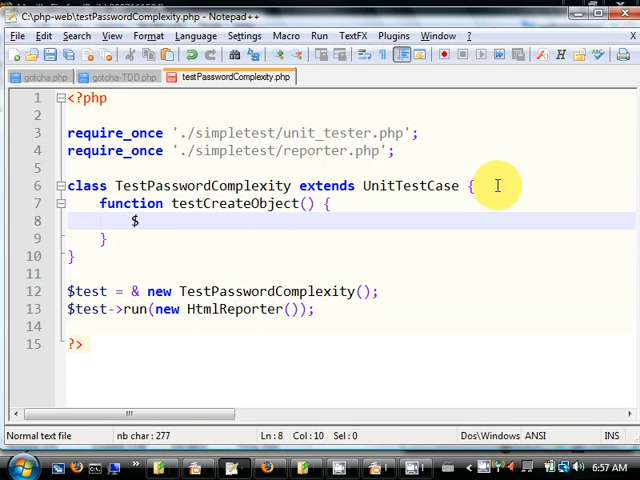 C:\php-web\testPasswordComplexity.php - Notepad++
File Edit Search View Format Language Settings Macro Run TextFX Plugins Window ? X
gotcha.php gotcha-TDD.php testPasswordComplexity.php
1 <?php
2
3 require_once './simpletest/unit_tester.php';
4 require_once './simpletest/reporter.php';
5
6 class TestPasswordComplexity extends UnitTestCase {
7 function testCreateObject() {
8 $
9 }
10 }
11
12 $test = & new TestPasswordComplexity();
13 $test->run(new HtmlReporter());
14
15 ?>
Normal text file nb char : 277 Ln : 8 Col : 10 Sel : 0 Dos\Windows ANSI INS
6:57 AM